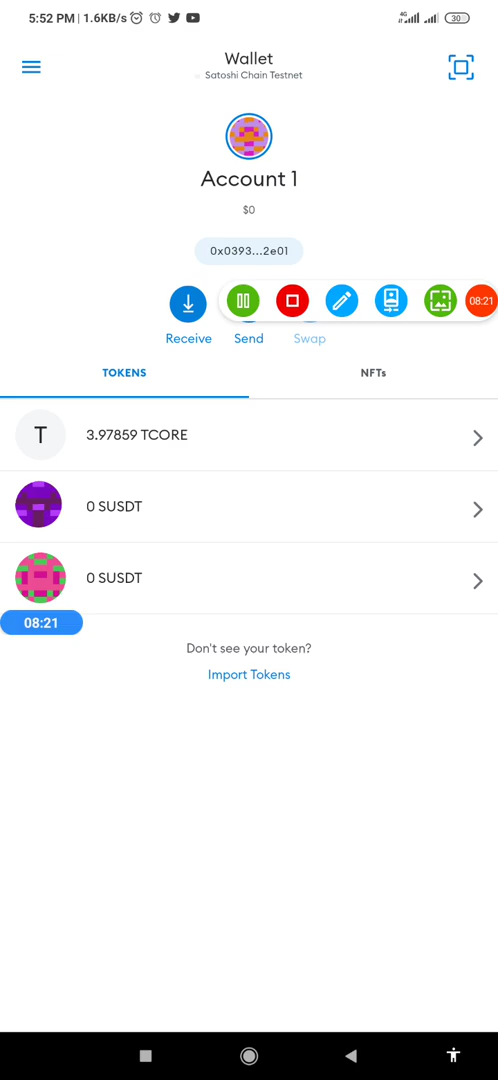 5:52 PM | 1.6KB/s
4G
30
Wallet
Satoshi Chain Testnet
Account 1
$0
0x0393...2e01
08:21
Receive
Send
Swap
TOKENS
NFTs
T
3.97859 TCORE
0 SUSDT
0 SUSDT
08:21
Don't see your token?
Import Tokens